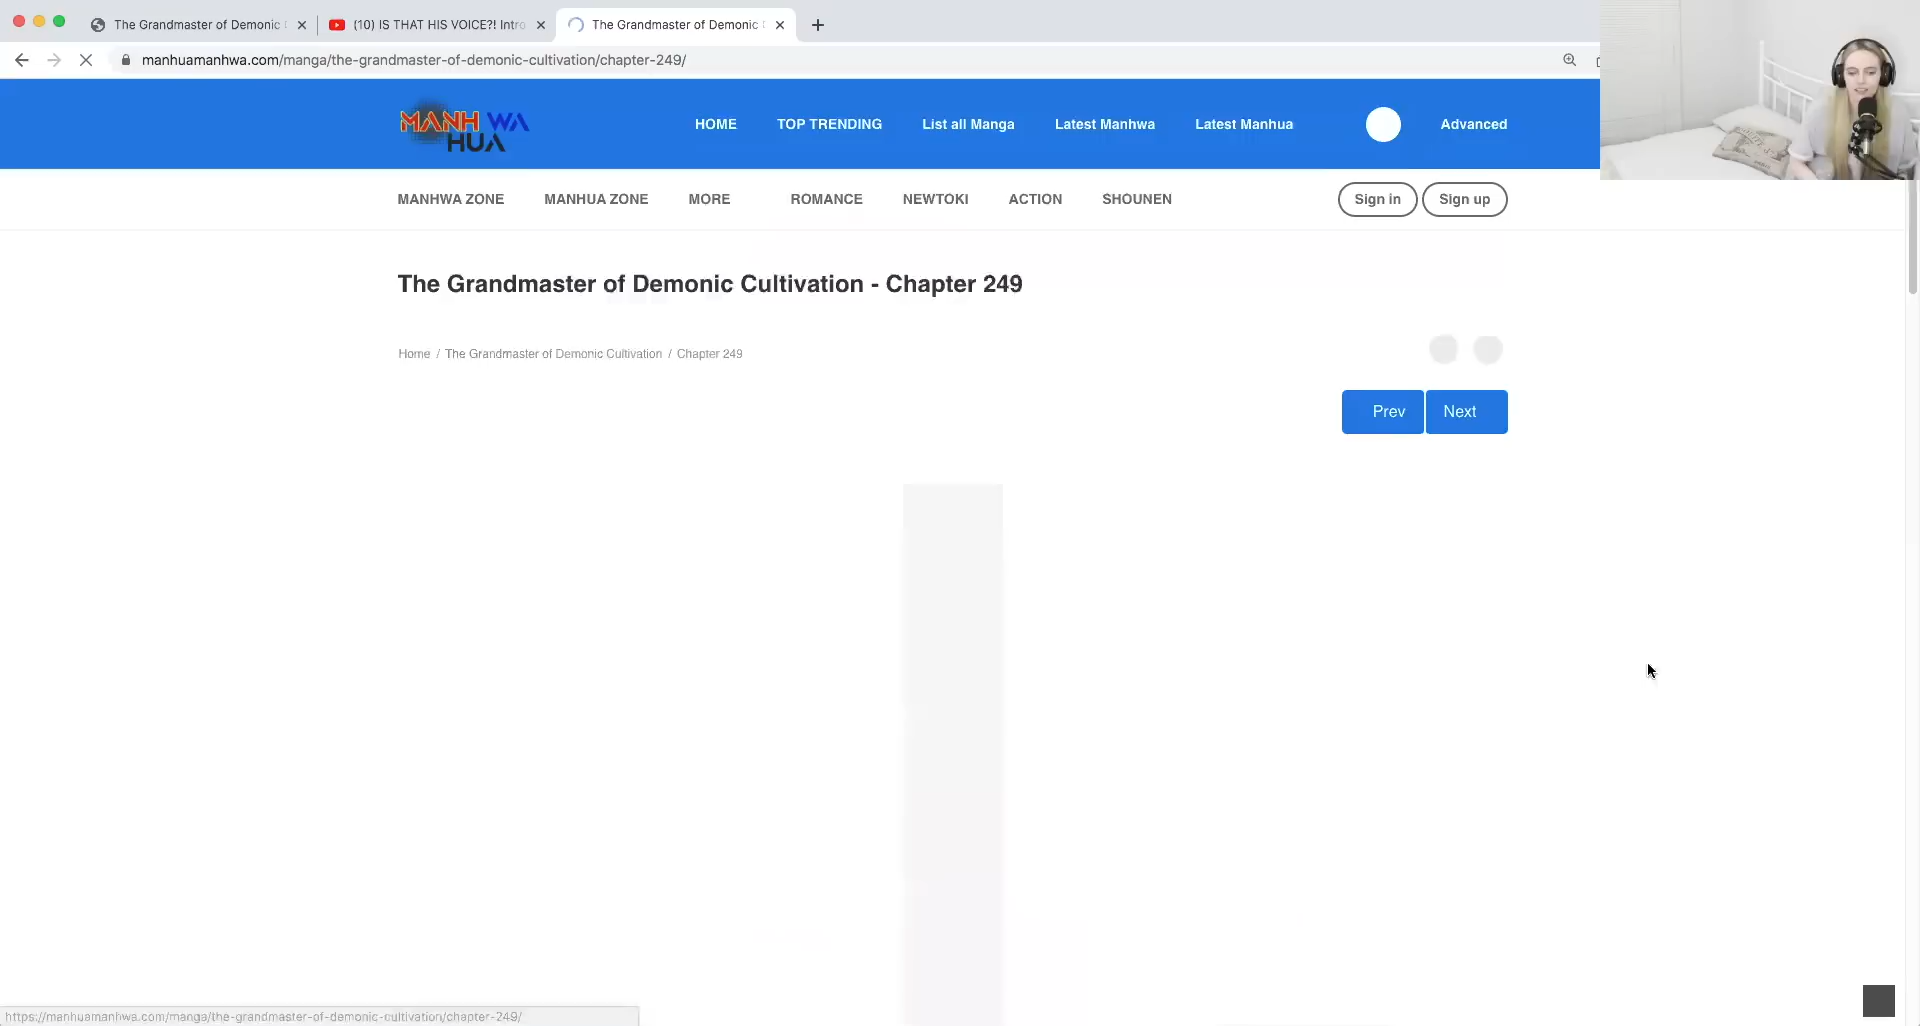 The Grandmaster of Demonic
(10) IS THAT HIS VOICE?! Intro
The Grandmaster of Demonic
manhuamanhwa.com/manga/the-grandmaster-of-demonic-cultivation/chapter-249/
MANHWA
HUA
HOME TOP TRENDING List all Manga Latest Manhwa Latest Manhua Advanced
MANHWA ZONE MANHUA ZONE MORE ROMANCE NEWTOKI ACTION SHOUNEN Sign in Sign up
The Grandmaster of Demonic Cultivation - Chapter 249
Home / The Grandmaster of Demonic Cultivation / Chapter 249
Prev Next
https://manhuamanhwa.com/manga/the-grandmaster-of-demonic-cultivation/chapter-249/